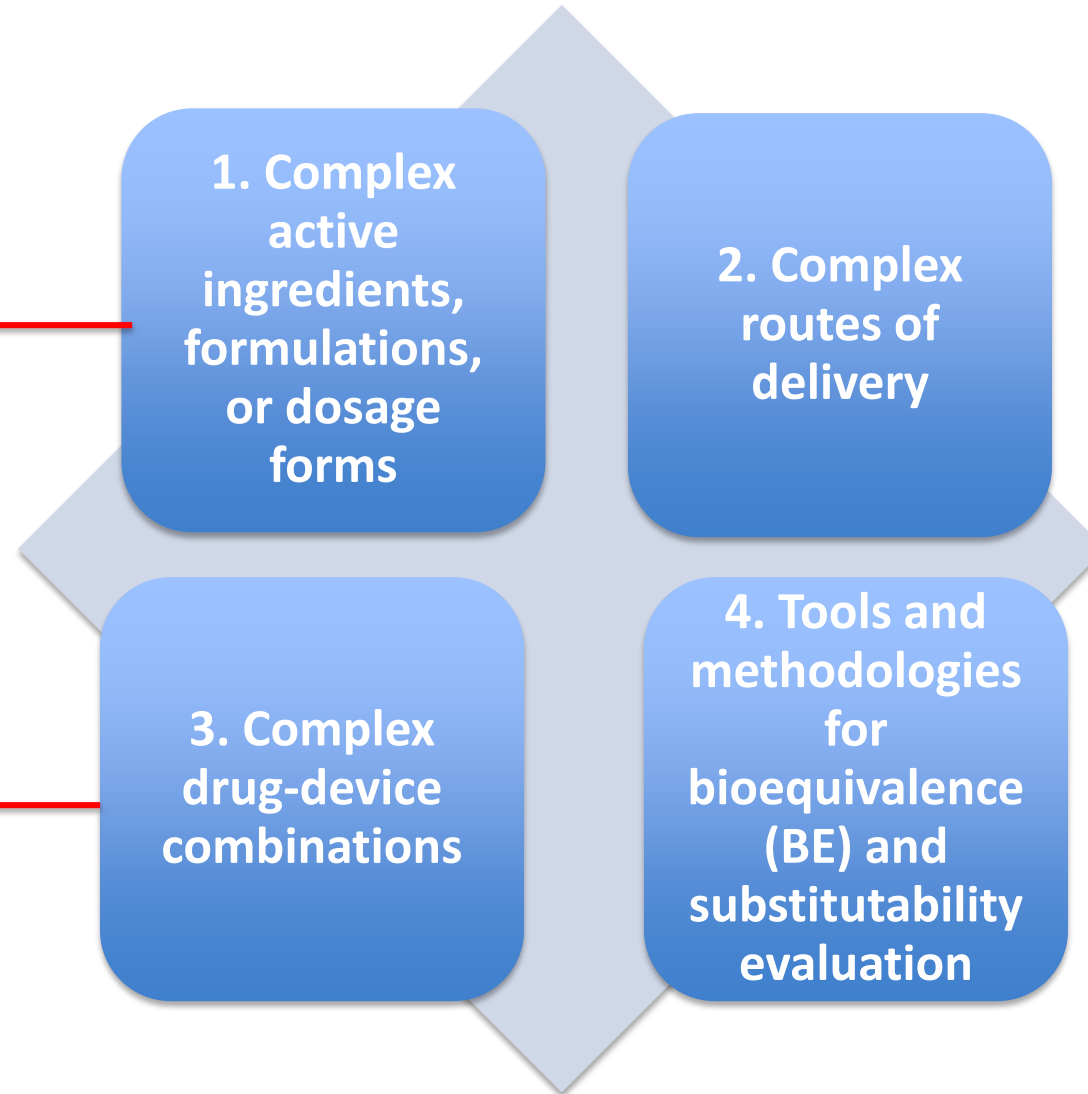 1. Complex
active
ingredients,
formulations,
or dosage
forms
2. Complex
routes of
delivery
3. Complex
drug-device
combinations
4. Tools and
methodologies
for
bioequivalence
(BE) and
substitutability
evaluation